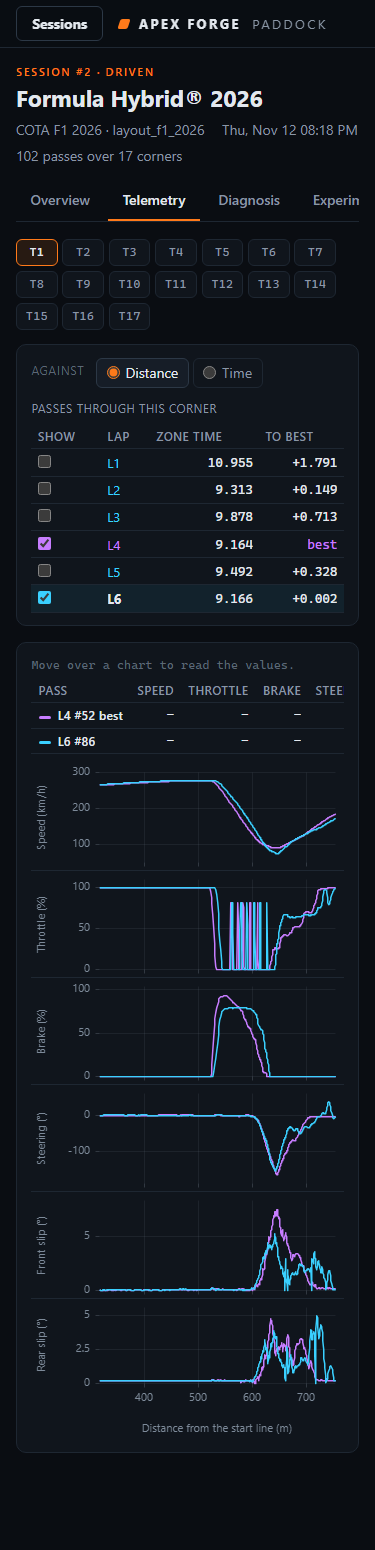 Sessions APEX FORGE PADDOCK
SESSION #2 · DRIVEN
Formula Hybrid® 2026
COTA F1 2026 · layout_f1_2026 Thu, Nov 12 08:18 PM
102 passes over 17 corners
Overview Telemetry Diagnosis Experin
T1 T2 T3 T4 T5 T6 T7
T8 T9 T10 T11 T12 T13 T14
T15 T16 T17
AGAINST Distance Time
PASSES THROUGH THIS CORNER
SHOW LAP ZONE TIME TO BEST
L1 10.955 +1.791
L2 9.313 +0.149
L3 9.878 +0.713
L4 9.164 best
L5 9.492 +0.328
L6 9.166 +0.002
Move over a chart to read the values.
PASS SPEED THROTTLE BRAKE STEE
L4 #52 best – – –
L6 #86 – – –
Speed (km/h)
300
200
100
Throttle (%)
100
50
0
Brake (%)
100
50
0
Steering (°)
0
-100
Front slip (°)
5
0
Rear slip (°)
5
2.5
0
400 500 600 700
Distance from the start line (m)